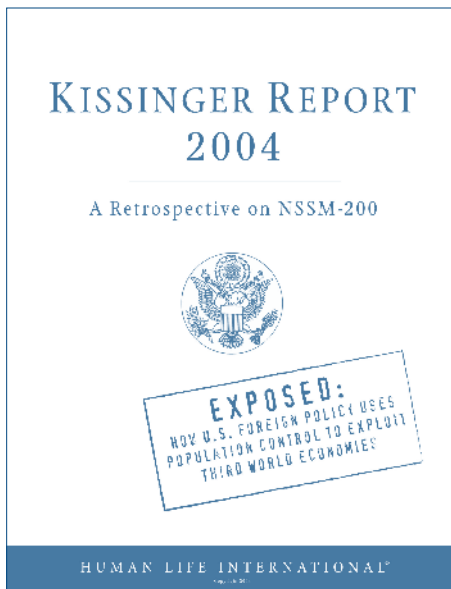 KISSINGER REPORT
2004
A Retrospective on NSSM-200
EXPOSED:
HOW U.S. FOREIGN POLICY USES
POPULATION CONTROL TO EXPLOIT
THIRD WORLD ECONOMIES
HUMAN LIFE INTERNATIONAL®